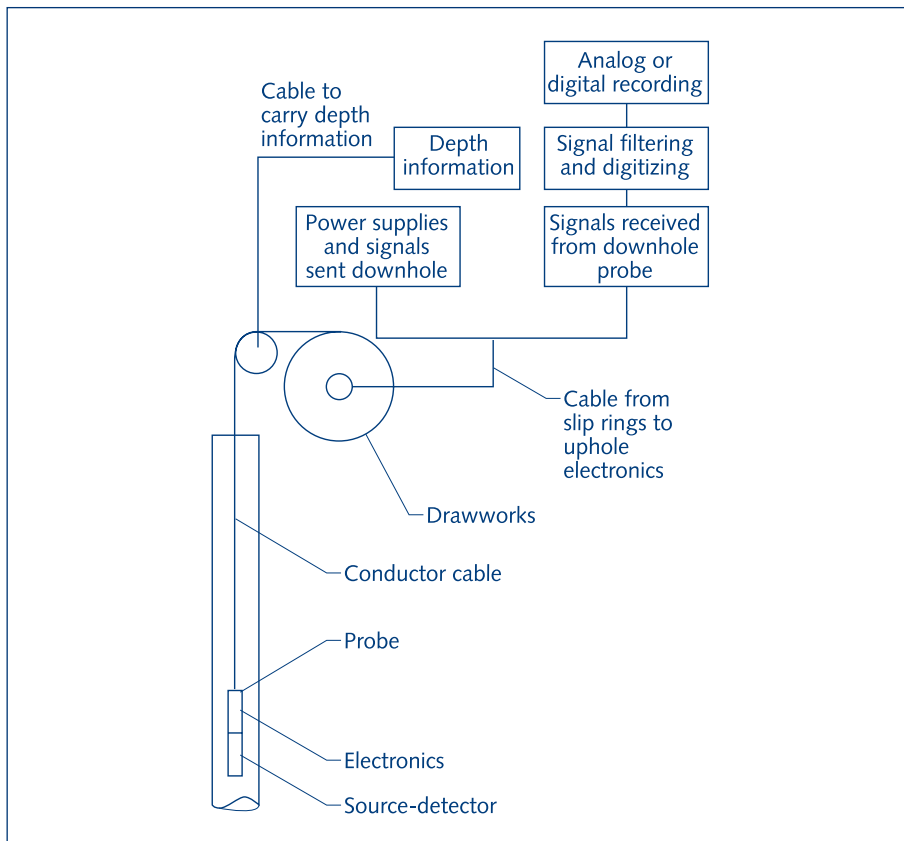 Analog or
digital recording
Cable to
carry depth
information
Depth
information
Signal filtering
and digitizing
Power supplies
and signals
sent downhole
Signals received
from downhole
probe
Cable from
slip rings to
uphole
electronics
Drawworks
Conductor cable
Probe
Electronics
Source-detector